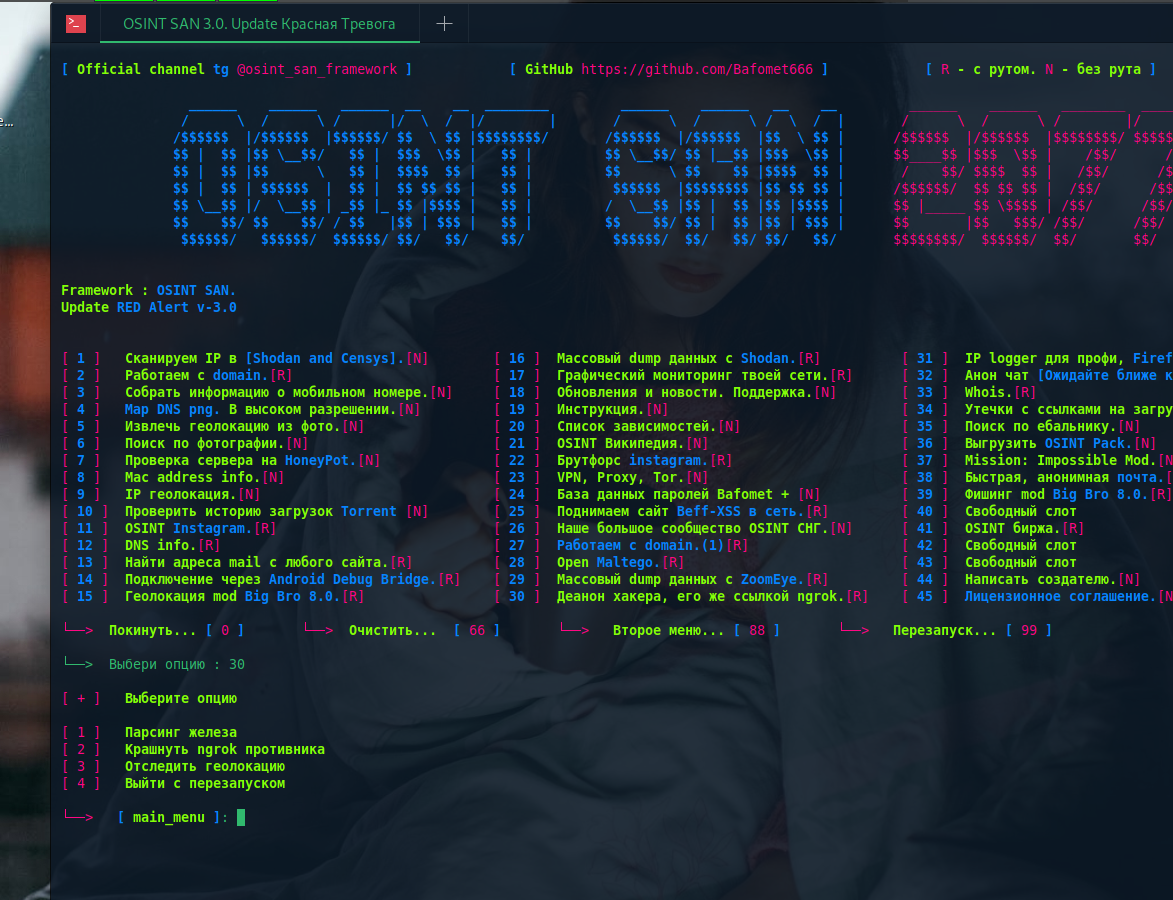 OSINT SAN 3.0. Update Красная Тревога
[ Official channel tg @osint_san_framework ] [ GitHub https://github.com/Bafomet666 ] [ R - с рутом. N - без рута ]
OSINT SAN
Framework : OSINT SAN.
Update RED Alert v-3.0
[ 1 ] Сканируем IP в [Shodan and Censys].[N] [ 16 ] Массовый dump данных с Shodan.[R] [ 31 ] IP logger для профи, Firef
[ 2 ] Работаем с domain.[R] [ 17 ] Графический мониторинг твоей сети.[R] [ 32 ] Анон чат [Ожидайте ближе к
[ 3 ] Собрать информацию о мобильном номере.[N] [ 18 ] Обновления и новости. Поддержка.[N] [ 33 ] Whois.[R]
[ 4 ] Map DNS png. В высоком разрешении.[N] [ 19 ] Инструкция.[N] [ 34 ] Утечки с ссылками на загру
[ 5 ] Извлечь геолокацию из фото.[N] [ 20 ] Список зависимостей.[N] [ 35 ] Поиск по ебальнику.[N]
[ 6 ] Поиск по фотографии.[N] [ 21 ] OSINT Википедия.[N] [ 36 ] Выгрузить OSINT Pack.[N]
[ 7 ] Проверка сервера на HoneyPot.[N] [ 22 ] Брутфорс instagram.[R] [ 37 ] Mission: Impossible Mod.[N
[ 8 ] Mac address info.[N] [ 23 ] VPN, Proxy, Tor.[N] [ 38 ] Быстрая, анонимная почта.[
[ 9 ] IP геолокация.[N] [ 24 ] База данных паролей Bafomet + [N] [ 39 ] Фишинг mod Big Bro 8.0.[R]
[ 10 ] Проверить историю загрузок Torrent [N] [ 25 ] Поднимаем сайт Beff-XSS в сеть.[R] [ 40 ] Свободный слот
[ 11 ] OSINT Instagram.[R] [ 26 ] Наше большое сообщество OSINT СНГ.[N] [ 41 ] OSINT биржа.[R]
[ 12 ] DNS info.[R] [ 27 ] Работаем с domain.(1)[R] [ 42 ] Свободный слот
[ 13 ] Найти адреса mail с любого сайта.[R] [ 28 ] Open Maltego.[R] [ 43 ] Свободный слот
[ 14 ] Подключение через Android Debug Bridge.[R] [ 29 ] Массовый dump данных с ZoomEye.[R] [ 44 ] Написать создателю.[N]
[ 15 ] Геолокация mod Big Bro 8.0.[R] [ 30 ] Деанон хакера, его же ссылкой ngrok.[R] [ 45 ] Лицензионное соглашение.[N
└──> Покинуть... [ 0 ] └──> Очистить... [ 66 ] └──> Второе меню... [ 88 ] └──> Перезапуск... [ 99 ]
└──> Выбери опцию : 30
[ + ] Выберите опцию
[ 1 ] Парсинг железа
[ 2 ] Крашнуть ngrok противника
[ 3 ] Отследить геолокацию
[ 4 ] Выйти с перезапуском
└──> [ main_menu ]: